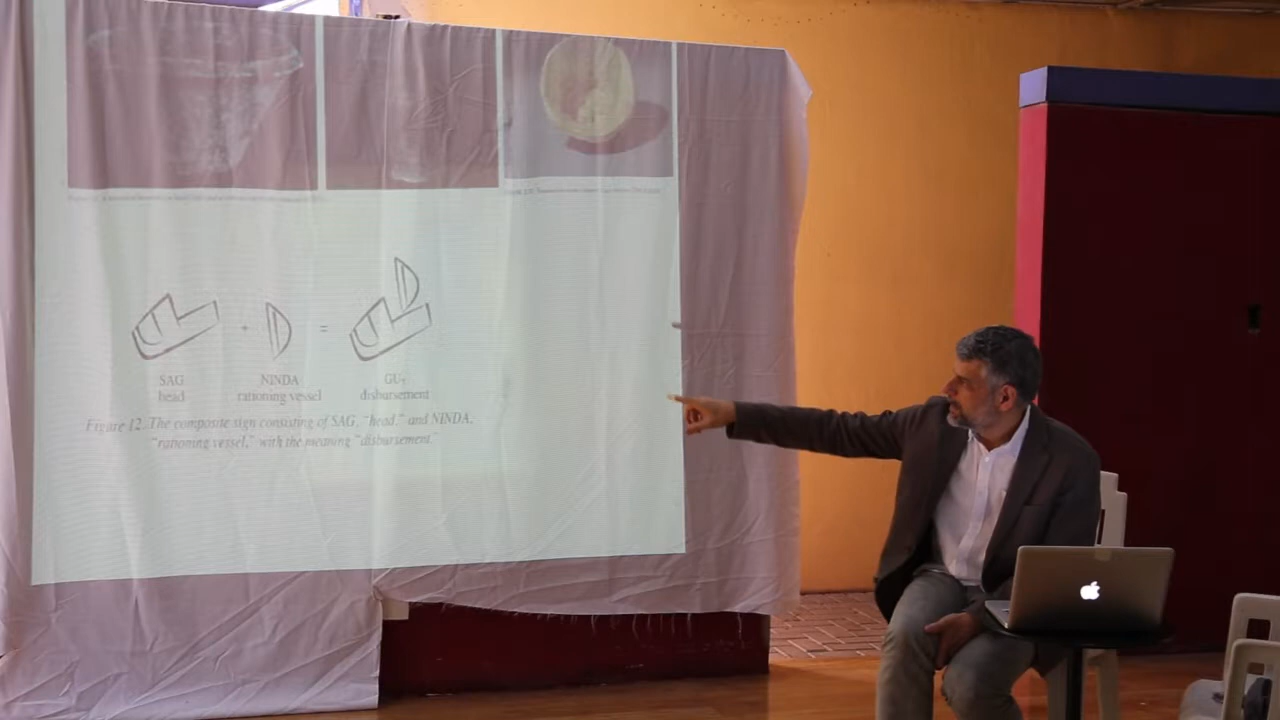 + =
SAG NINDA GU₇
head rationing vessel disbursement
Figure 12. The composite sign consisting of SAG, "head," and NINDA,
"rationing vessel," with the meaning "disbursement."